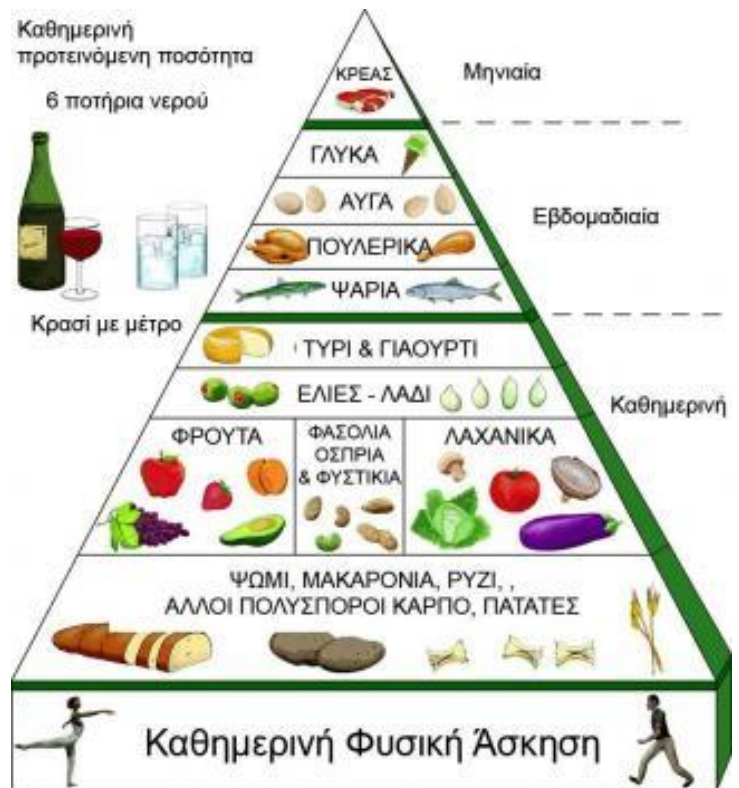 Καθημερινή
προτεινόμενη ποσότητα
6 ποτήρια νερού
Κρασί με μέτρο
ΚΡΕΑΣ
Μηνιαία
ΓΛΥΚΑ
ΑΥΓΑ
ΠΟΥΛΕΡΙΚΑ
ΨΑΡΙΑ
Εβδομαδιαία
ΤΥΡΙ & ΓΙΑΟΥΡΤΙ
ΕΛΙΕΣ - ΛΑΔΙ
Καθημερινή
ΦΡΟΥΤΑ
ΦΑΣΟΛΙΑ
ΟΣΠΡΙΑ
& ΦΥΣΤΙΚΙΑ
ΛΑΧΑΝΙΚΑ
ΨΩΜΙ, ΜΑΚΑΡΟΝΙΑ, ΡΥΖΙ, ,
ΑΛΛΟΙ ΠΟΛΥΣΠΟΡΟΙ ΚΑΡΠΟ, ΠΑΤΑΤΕΣ
Καθημερινή Φυσική Άσκηση